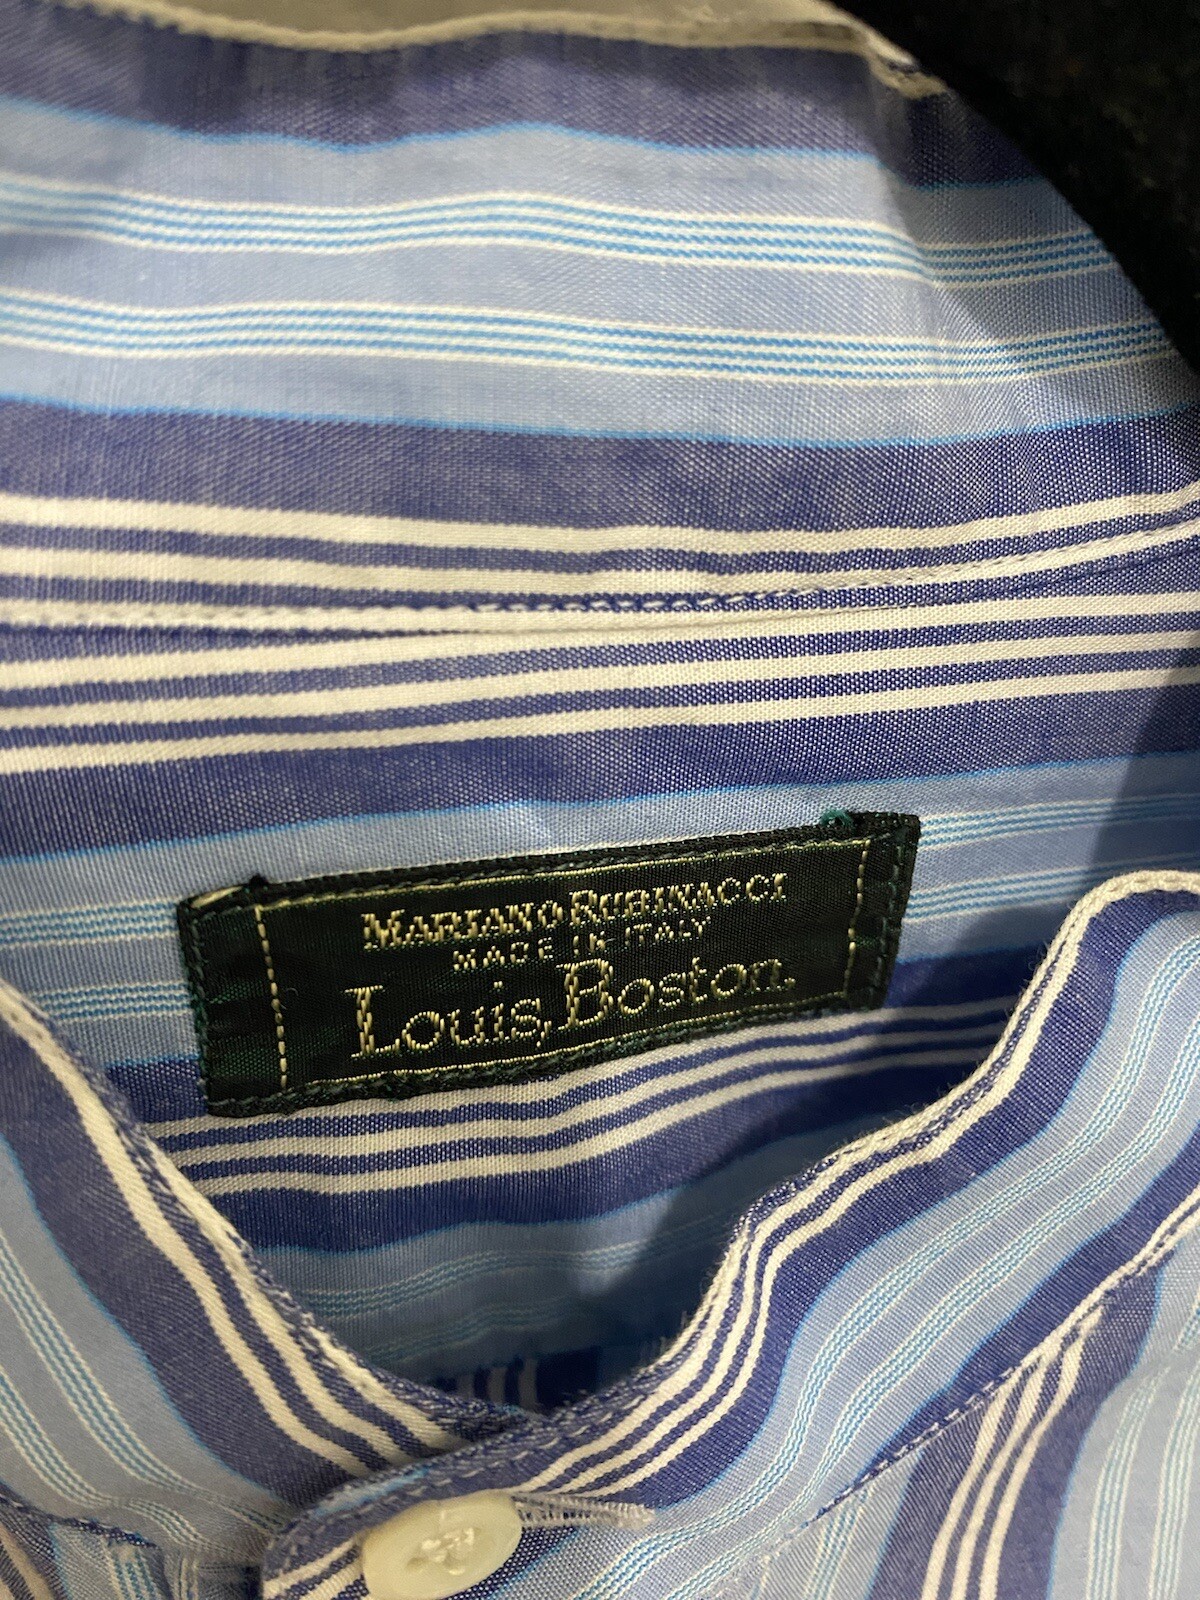 MARIANO RUBINACCI
MADE IN ITALY
Louis, Boston.